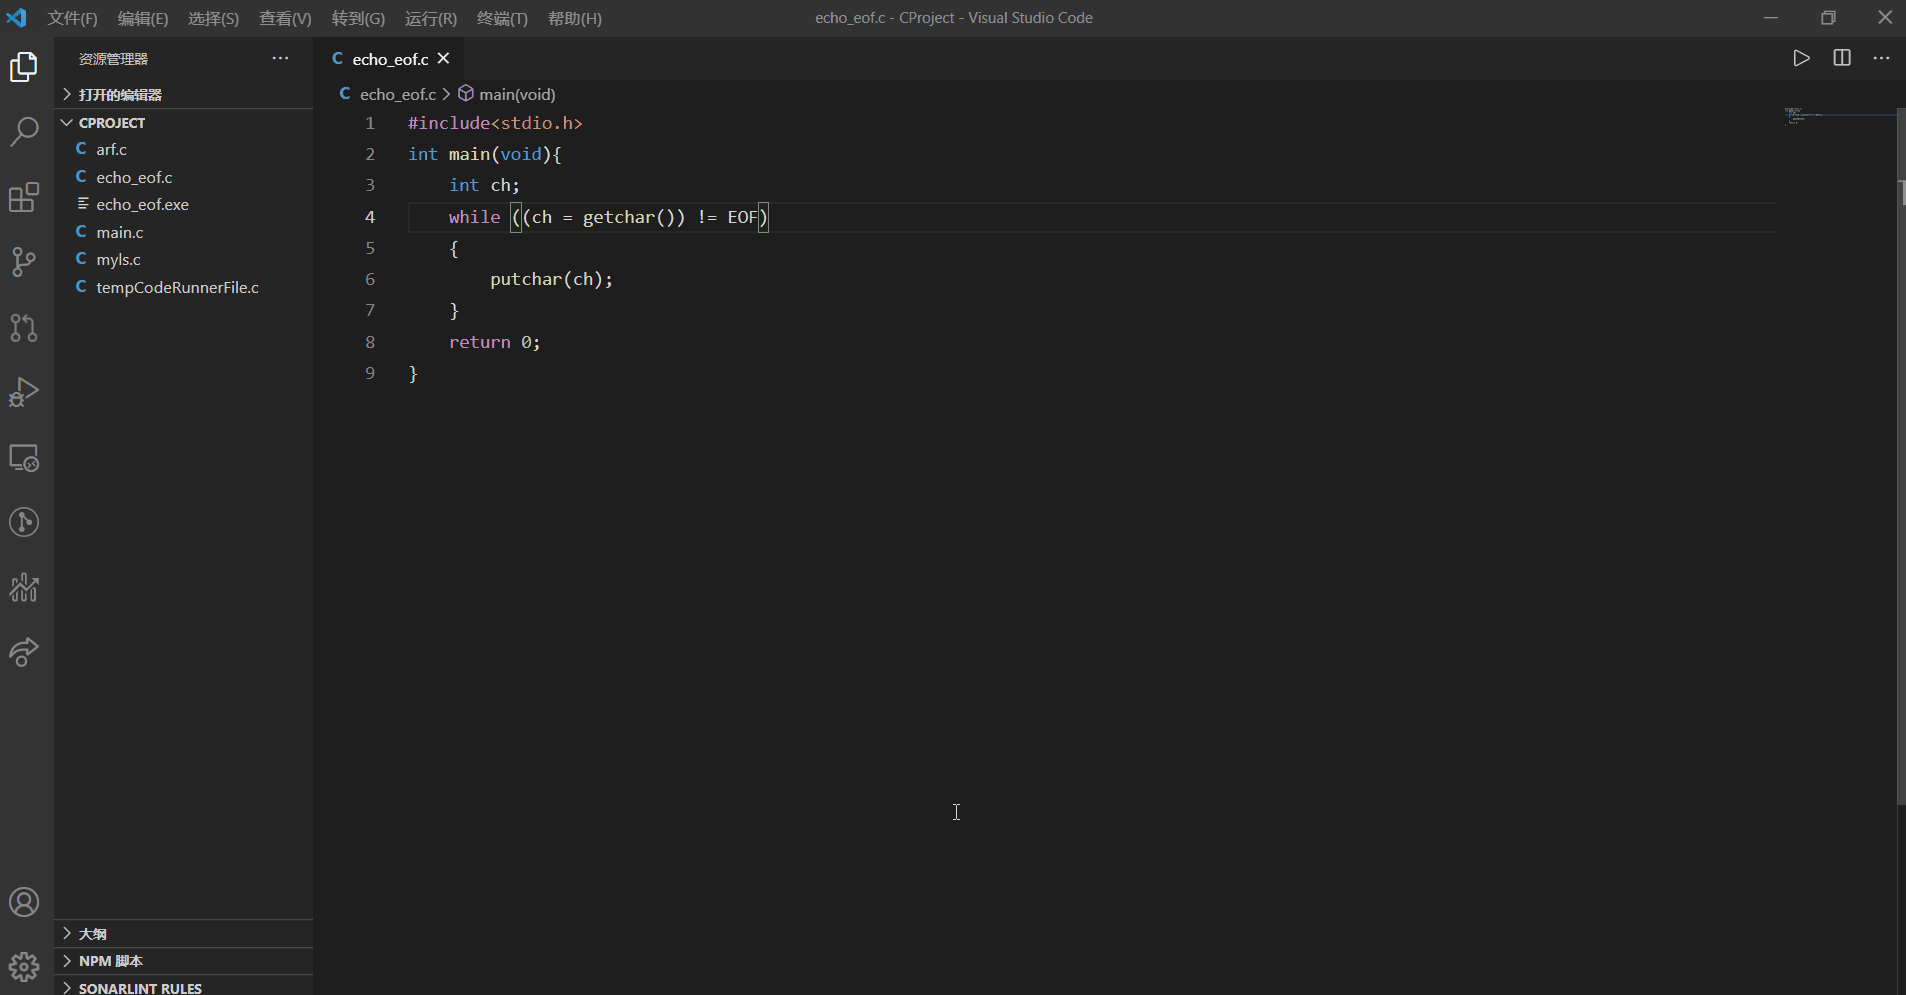 文件(F) 编辑(E) 选择(S) 查看(V) 转到(G) 运行(R) 终端(T) 帮助(H) echo_eof.c - CProject - Visual Studio Code
资源管理器
打开的编辑器
CPROJECT
C arf.c
C echo_eof.c
echo_eof.exe
C main.c
C myls.c
C tempCodeRunnerFile.c
大纲
NPM 脚本
SONARLINT RULES
C echo_eof.c
C echo_eof.c > main(void)
1 #include<stdio.h>
2 int main(void){
3 int ch;
4 while ((ch = getchar()) != EOF)
5 {
6 putchar(ch);
7 }
8 return 0;
9 }